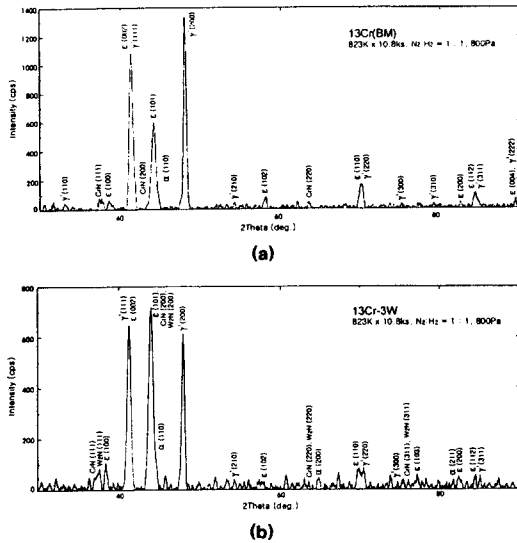 13Cr(BM)
823K x 10.8ks, N2:H2 = 1 : 1, 800Pa
Intensity (cps)
1400
1200
1000
800
600
400
200
0
γ'(110)
CrN (111)
ε (100)
ε (002)
γ'(111)
CrN (200)
ε (101)
α (110)
γ'(200)
γ'(210)
ε (102)
CrN (220)
ε (110)
γ'(220)
γ'(300)
γ'(310)
ε (200)
ε (112)
γ'(311)
ε (004), γ'(222)
40
60
80
2Theta (deg.)
(a)
13Cr-3W
823K x 10.8ks, N2:H2 = 1 : 1, 800Pa
Intensity (cps)
800
600
400
200
0
CrN (111)
W2N (111)
ε (100)
γ'(111)
ε (002)
ε (101)
CrN (200)
W2N (200)
α (110)
γ'(200)
γ'(210)
ε (102)
CrN (220), W2N (220)
α (200)
ε (110)
γ'(220)
γ'(300)
CrN (311), W2N (311)
ε (103)
α (211)
ε (200)
ε (112)
γ'(311)
40
60
80
2Theta (deg.)
(b)